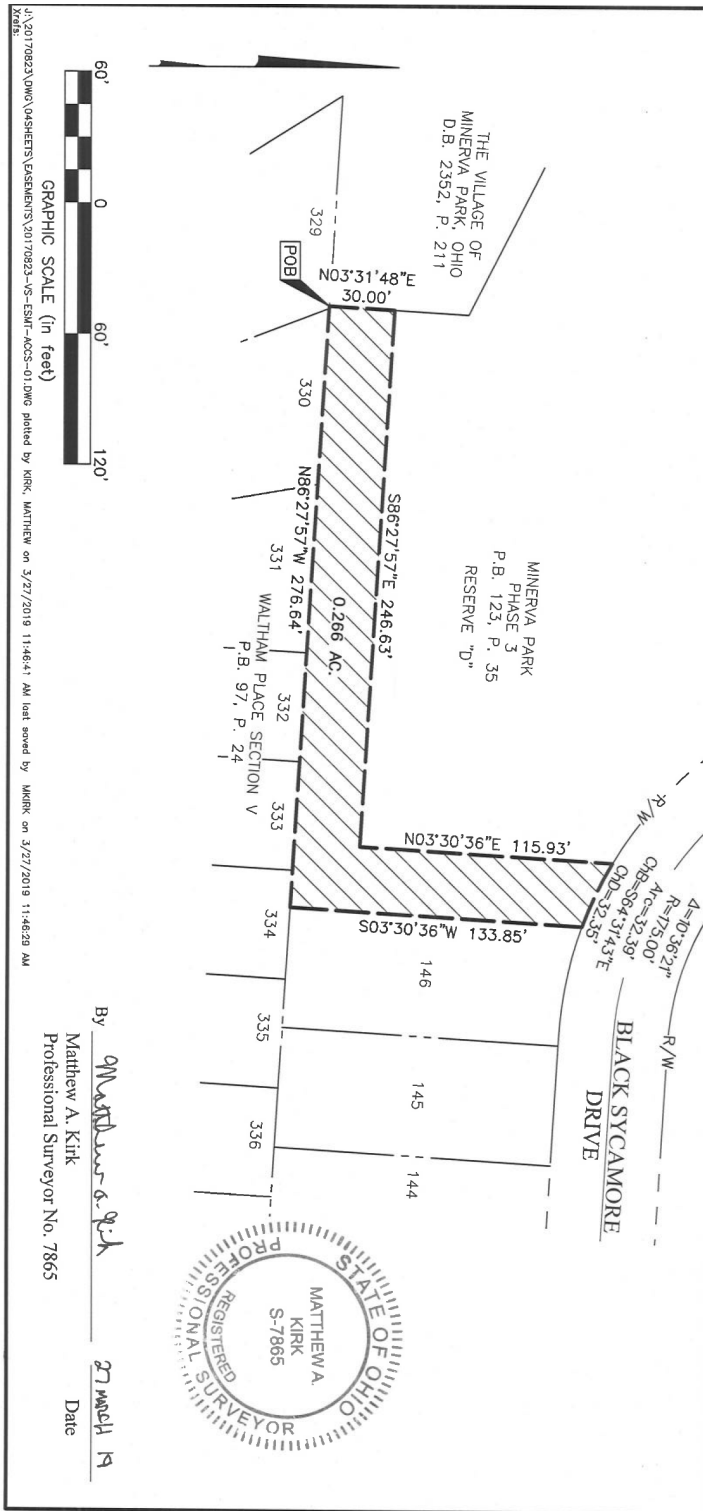 THE VILLAGE OF
MINERVA PARK, OHIO
D.B. 2352, P. 211
MINERVA PARK
PHASE 3
P.B. 123, P. 35
RESERVE "D"
Δ=10°36'21"
R=175.00'
Arc=32.39'
ChB=S64°31'43"E
ChD=32.35'
R/W
R/W
BLACK SYCAMORE
DRIVE
N03°31'48"E
30.00'
POB
S86°27'57"E 246.63'
0.266 AC.
N86°27'57"W 276.64'
N03°30'36"E 115.93'
S03°30'36"W 133.85'
329
330
331
332
333
334
335
336
146
145
144
WALTHAM PLACE SECTION V
P.B. 97, P. 24
60'
0
60'
120'
GRAPHIC SCALE (in feet)
STATE OF OHIO
MATTHEW A.
KIRK
S-7865
REGISTERED
PROFESSIONAL SURVEYOR
By Matthew A. Kirk
27 MARCH 19
Matthew A. Kirk
Date
Professional Surveyor No. 7865
J:\20170823\DWG\04SHEETS\EASEMENTS\20170823-VS-ESMT-ACCS-01.DWG plotted by KIRK, MATTHEW on 3/27/2019 11:46:41 AM last saved by MKIRK on 3/27/2019 11:46:29 AM
Xrefs: